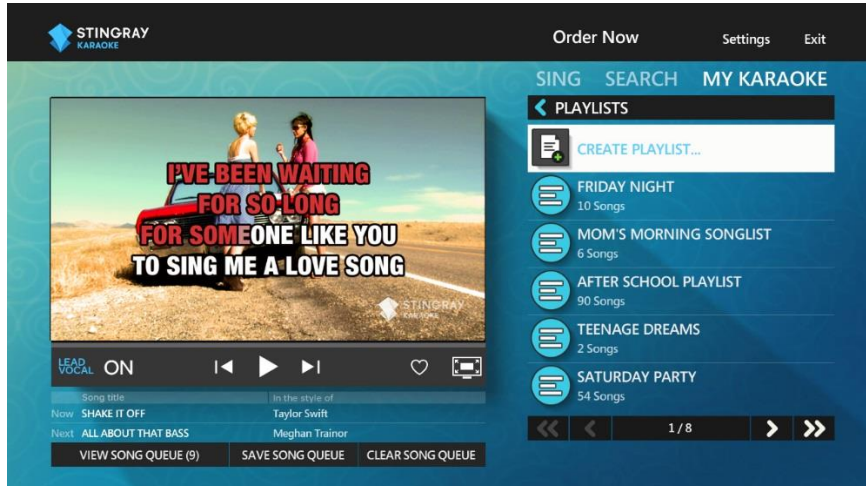 STINGRAY
KARAOKE
Order Now
Settings
Exit
SING
SEARCH
MY KARAOKE
PLAYLISTS
CREATE PLAYLIST...
FRIDAY NIGHT
10 Songs
MOM'S MORNING SONGLIST
6 Songs
AFTER SCHOOL PLAYLIST
90 Songs
TEENAGE DREAMS
2 Songs
SATURDAY PARTY
54 Songs
1/8
I'VE BEEN WAITING
FOR SO LONG
FOR SOMEONE LIKE YOU
TO SING ME A LOVE SONG
STINGRAY
KARAOKE
LEAD
VOCAL
ON
Song title
In the style of
Now SHAKE IT OFF Taylor Swift
Next ALL ABOUT THAT BASS Meghan Trainor
VIEW SONG QUEUE (9)
SAVE SONG QUEUE
CLEAR SONG QUEUE